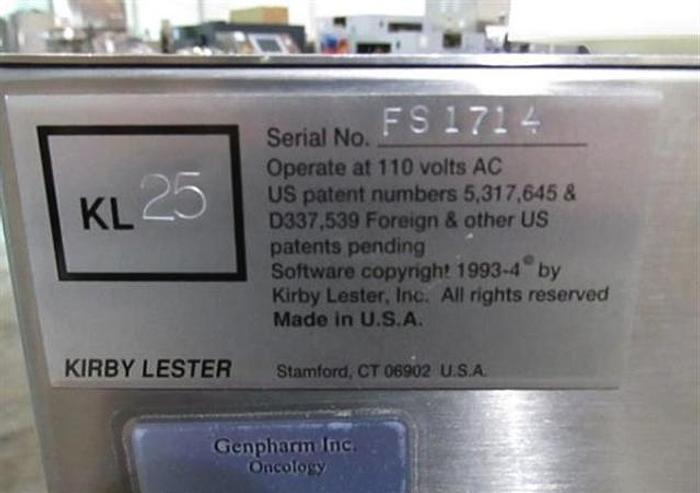 KL 25
Serial No. FS1714
Operate at 110 volts AC
US patent numbers 5,317,645 &
D337,539 Foreign & other US
patents pending
Software copyright 1993-4® by
Kirby Lester, Inc. All rights reserved
Made in U.S.A.
KIRBY LESTER
Stamford, CT 06902 U.S.A.
Genpharm Inc.
Oncology